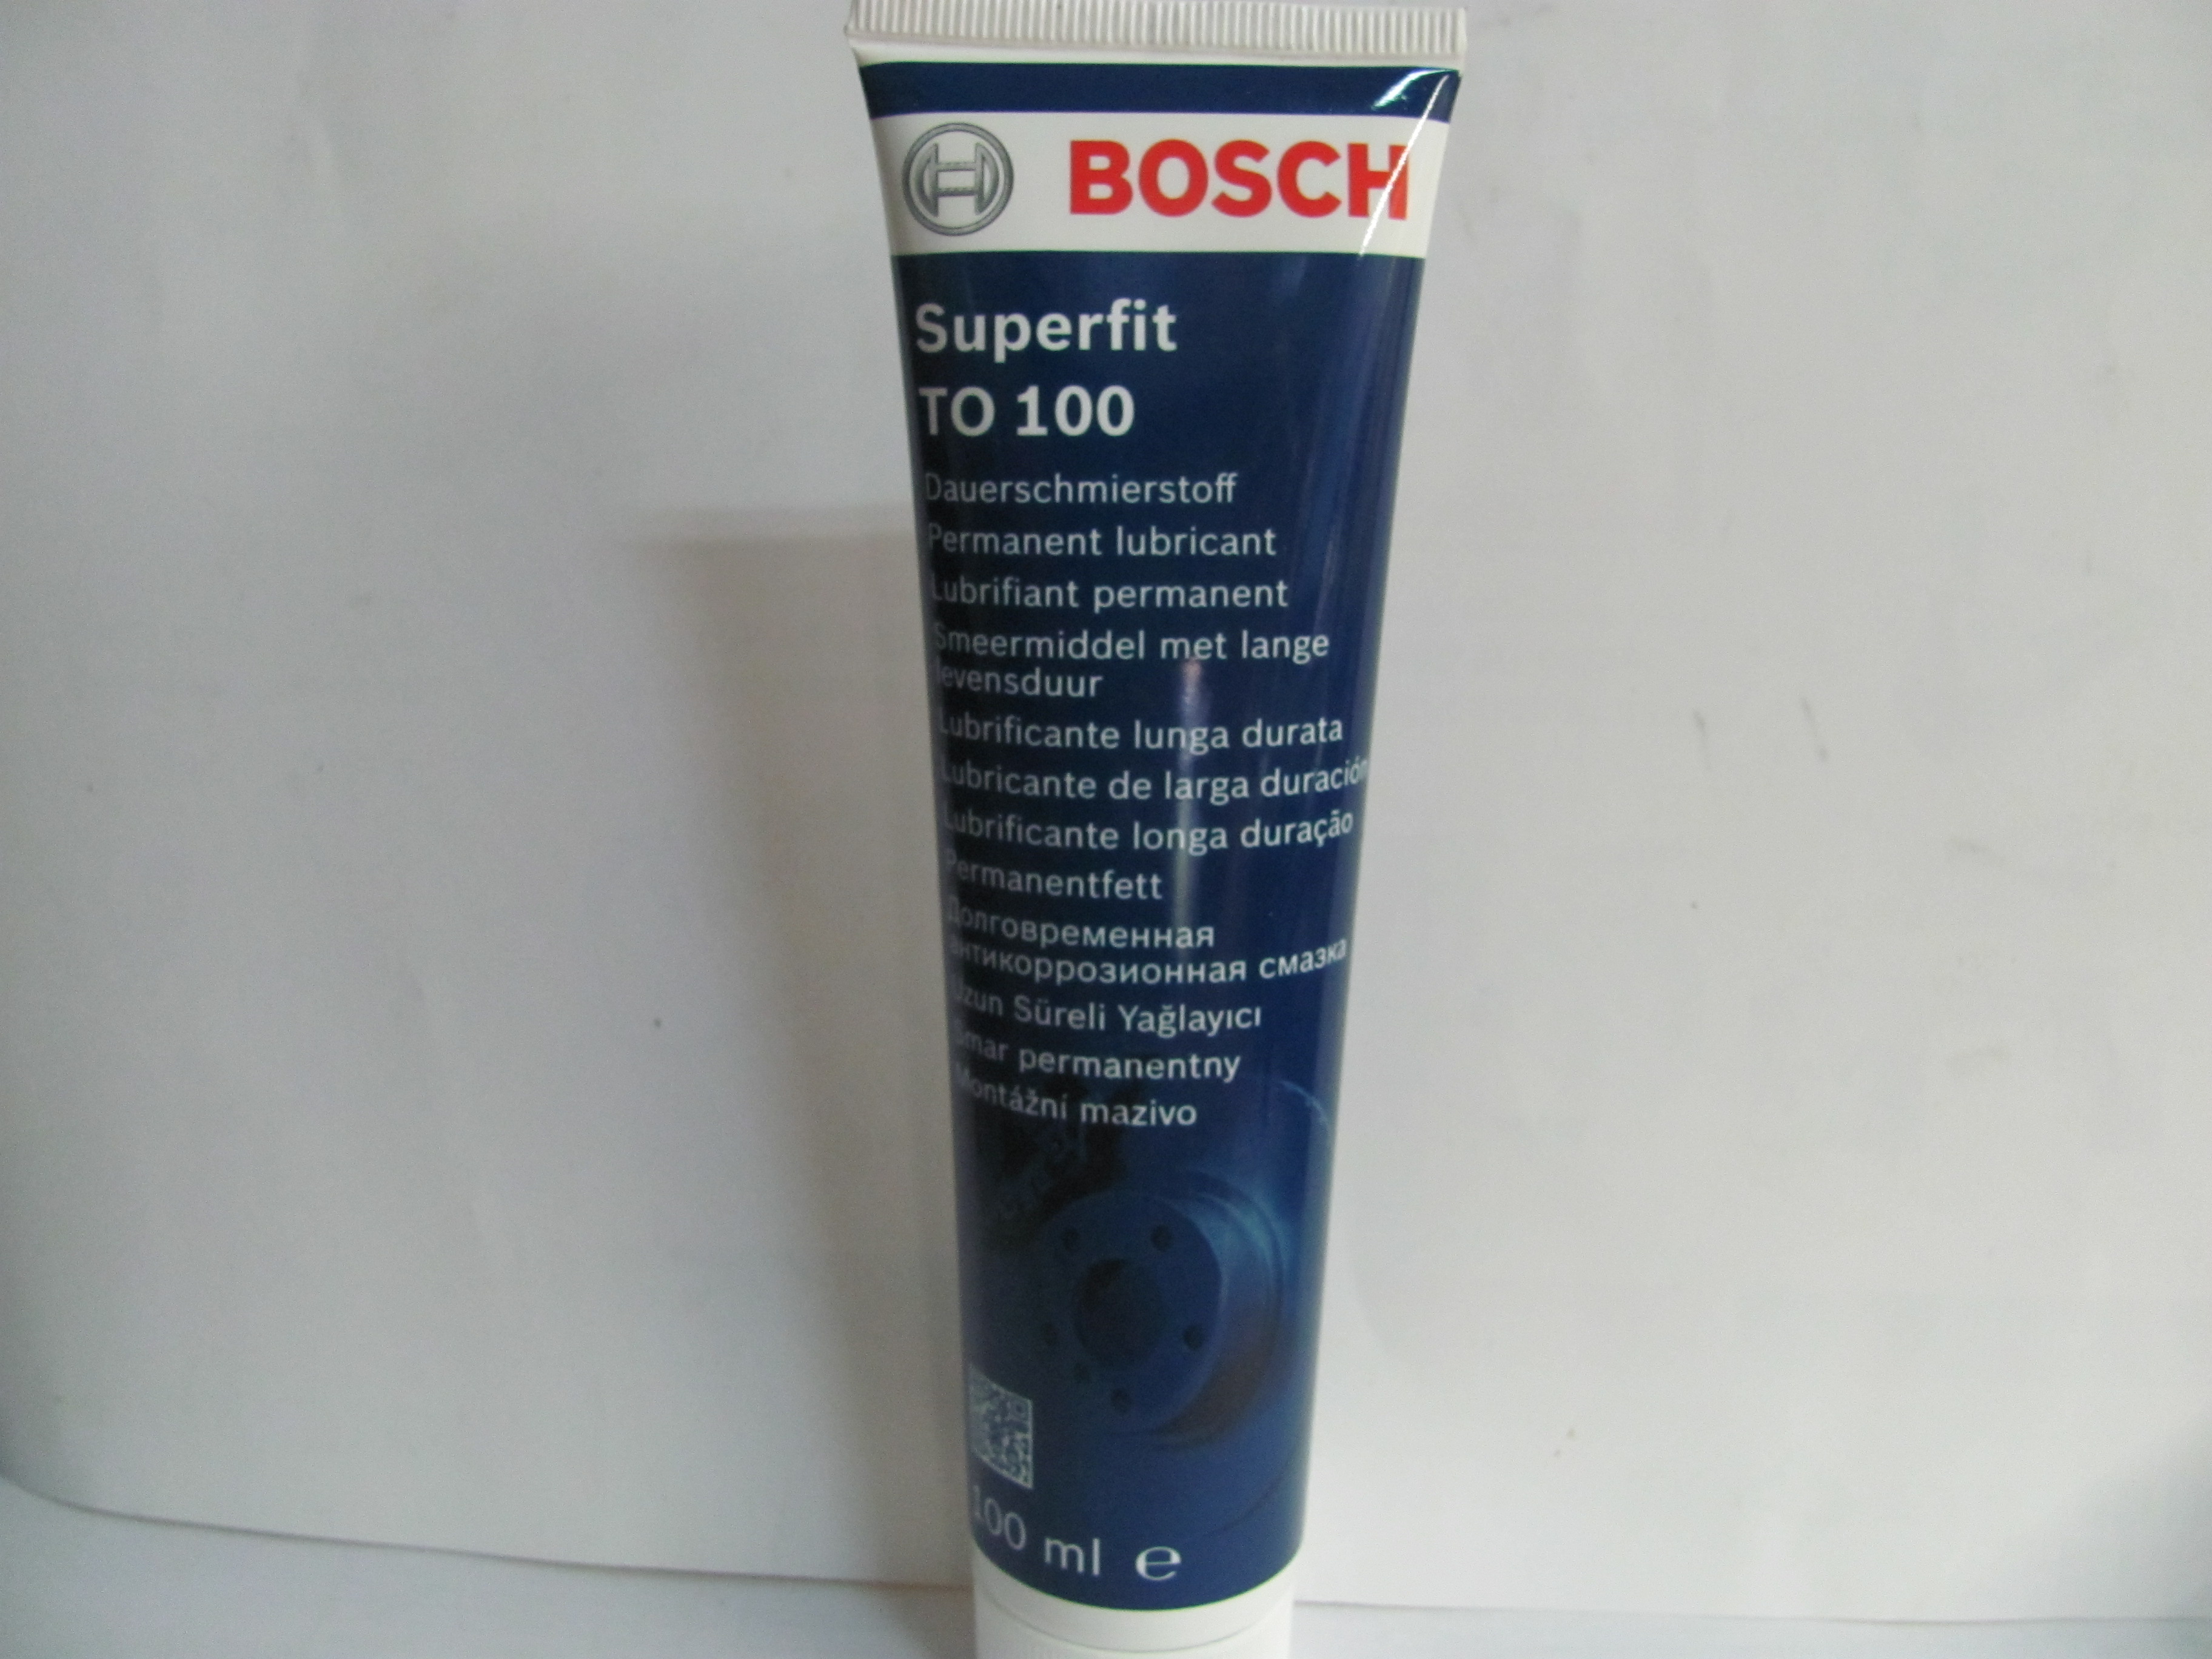 BOSCH
Superfit
TO 100
Dauerschmierstoff
Permanent lubricant
Lubrifiant permanent
Smeermiddel met lange
levensduur
Lubrificante lunga durata
Lubricante de larga duración
Lubrificante longa duração
Permanentfett
Долговременная
антикоррозионная смазка
Uzun Süreli Yağlayıcı
Smar permanentny
Montážní mazivo
100 ml ℮